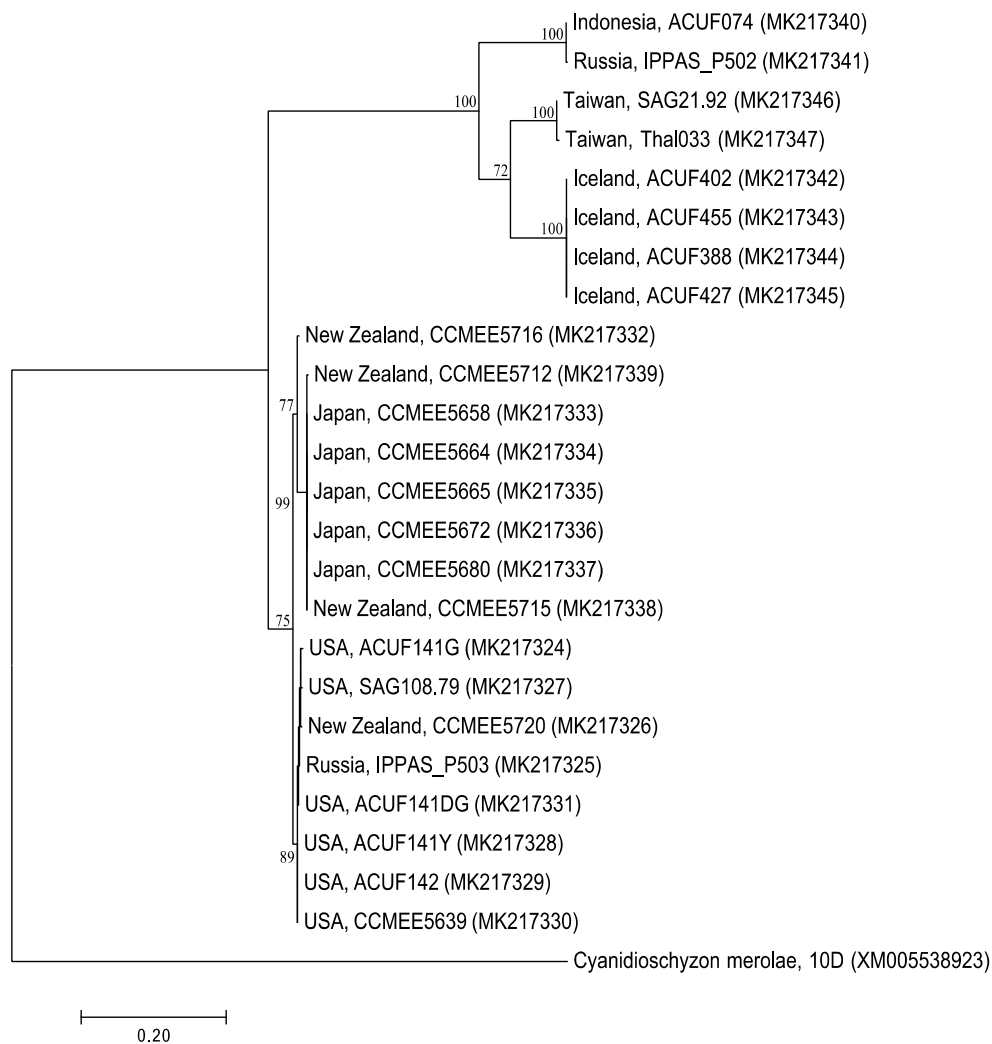 Indonesia, ACUF074 (MK217340)
100
Russia, IPPAS_P502 (MK217341)
Taiwan, SAG21.92 (MK217346)
100
100
Taiwan, Thal033 (MK217347)
72
Iceland, ACUF402 (MK217342)
Iceland, ACUF455 (MK217343)
100
Iceland, ACUF388 (MK217344)
Iceland, ACUF427 (MK217345)
New Zealand, CCMEE5716 (MK217332)
New Zealand, CCMEE5712 (MK217339)
77
Japan, CCMEE5658 (MK217333)
Japan, CCMEE5664 (MK217334)
Japan, CCMEE5665 (MK217335)
99
Japan, CCMEE5672 (MK217336)
Japan, CCMEE5680 (MK217337)
New Zealand, CCMEE5715 (MK217338)
75
USA, ACUF141G (MK217324)
USA, SAG108.79 (MK217327)
New Zealand, CCMEE5720 (MK217326)
Russia, IPPAS_P503 (MK217325)
USA, ACUF141DG (MK217331)
USA, ACUF141Y (MK217328)
89
USA, ACUF142 (MK217329)
USA, CCMEE5639 (MK217330)
Cyanidioschyzon merolae, 10D (XM005538923)
0.20